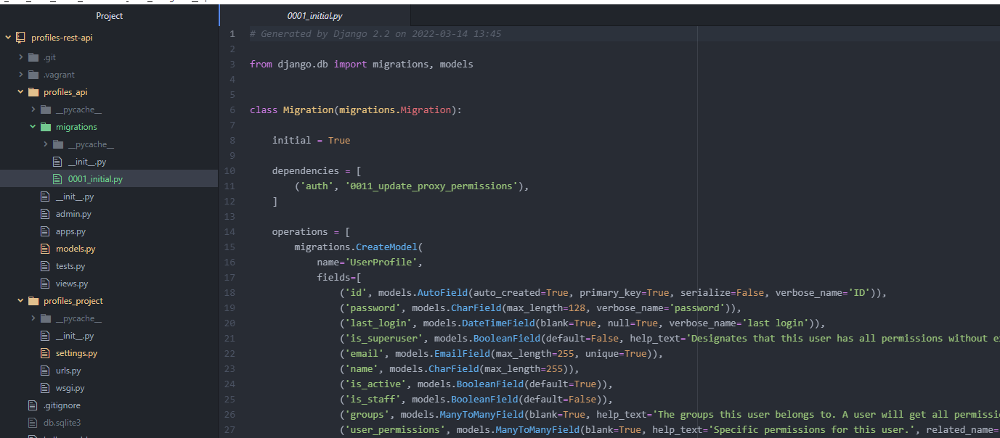 Project
profiles-rest-api
.git
.vagrant
profiles_api
__pycache__
migrations
__pycache__
__init__.py
0001_initial.py
__init__.py
admin.py
apps.py
models.py
tests.py
views.py
profiles_project
__pycache__
__init__.py
settings.py
urls.py
wsgi.py
.gitignore
db.sqlite3
0001_initial.py
1 # Generated by Django 2.2 on 2022-03-14 13:45
2
3 from django.db import migrations, models
4
5
6 class Migration(migrations.Migration):
7
8     initial = True
9
10     dependencies = [
11         ('auth', '0011_update_proxy_permissions'),
12     ]
13
14     operations = [
15         migrations.CreateModel(
16             name='UserProfile',
17             fields=[
18                 ('id', models.AutoField(auto_created=True, primary_key=True, serialize=False, verbose_name='ID')),
19                 ('password', models.CharField(max_length=128, verbose_name='password')),
20                 ('last_login', models.DateTimeField(blank=True, null=True, verbose_name='last login')),
21                 ('is_superuser', models.BooleanField(default=False, help_text='Designates that this user has all permissions without e
22                 ('email', models.EmailField(max_length=255, unique=True)),
23                 ('name', models.CharField(max_length=255)),
24                 ('is_active', models.BooleanField(default=True)),
25                 ('is_staff', models.BooleanField(default=False)),
26                 ('groups', models.ManyToManyField(blank=True, help_text='The groups this user belongs to. A user will get all permissi
27                 ('user_permissions', models.ManyToManyField(blank=True, help_text='Specific permissions for this user.', related_name=